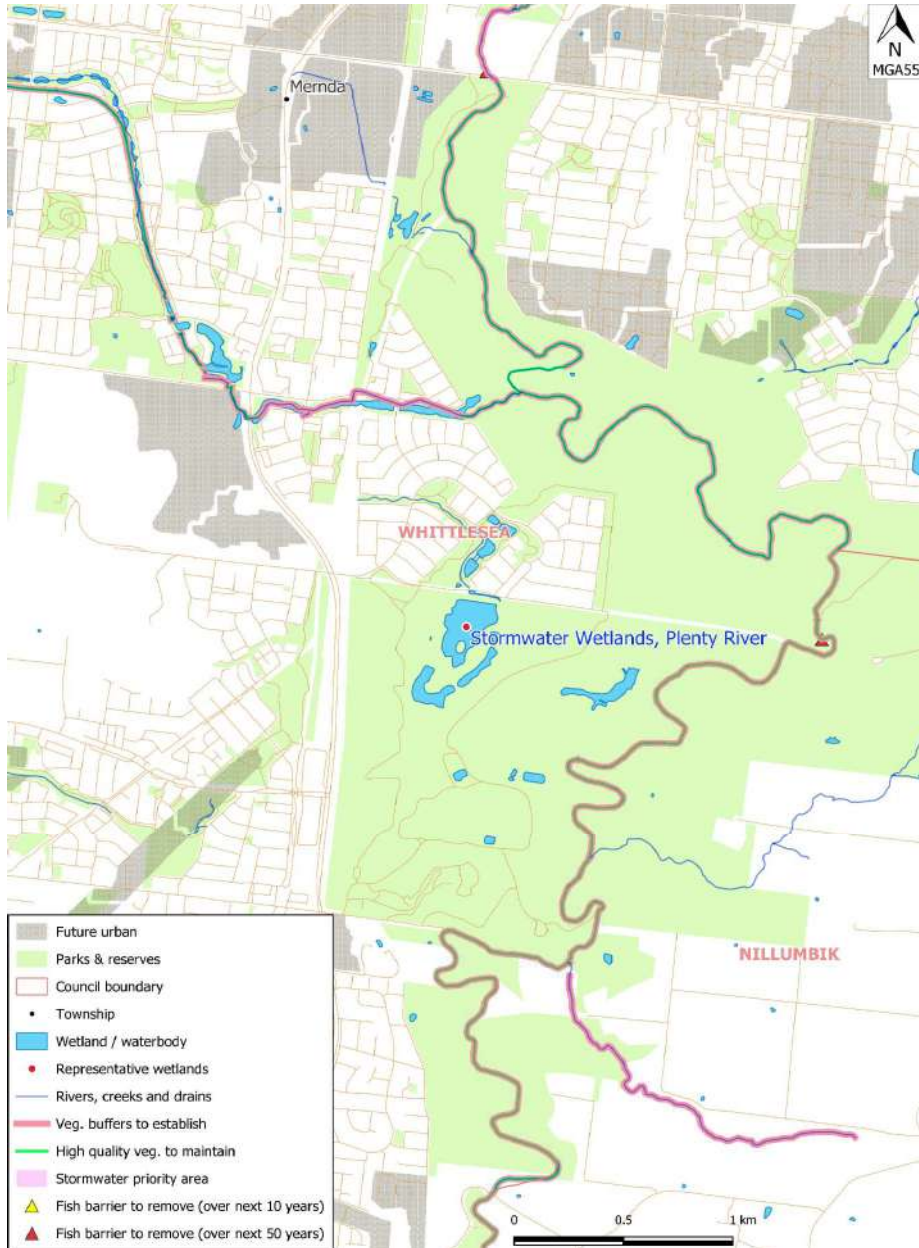 N
MGA55
Mernda
WHITTLESEA
Stormwater Wetlands, Plenty River
NILLUMBIK
Future urban
Parks & reserves
Council boundary
Township
Wetland / waterbody
Representative wetlands
Rivers, creeks and drains
Veg. buffers to establish
High quality veg. to maintain
Stormwater priority area
Fish barrier to remove (over next 10 years)
Fish barrier to remove (over next 50 years)
0 0.5 1 km